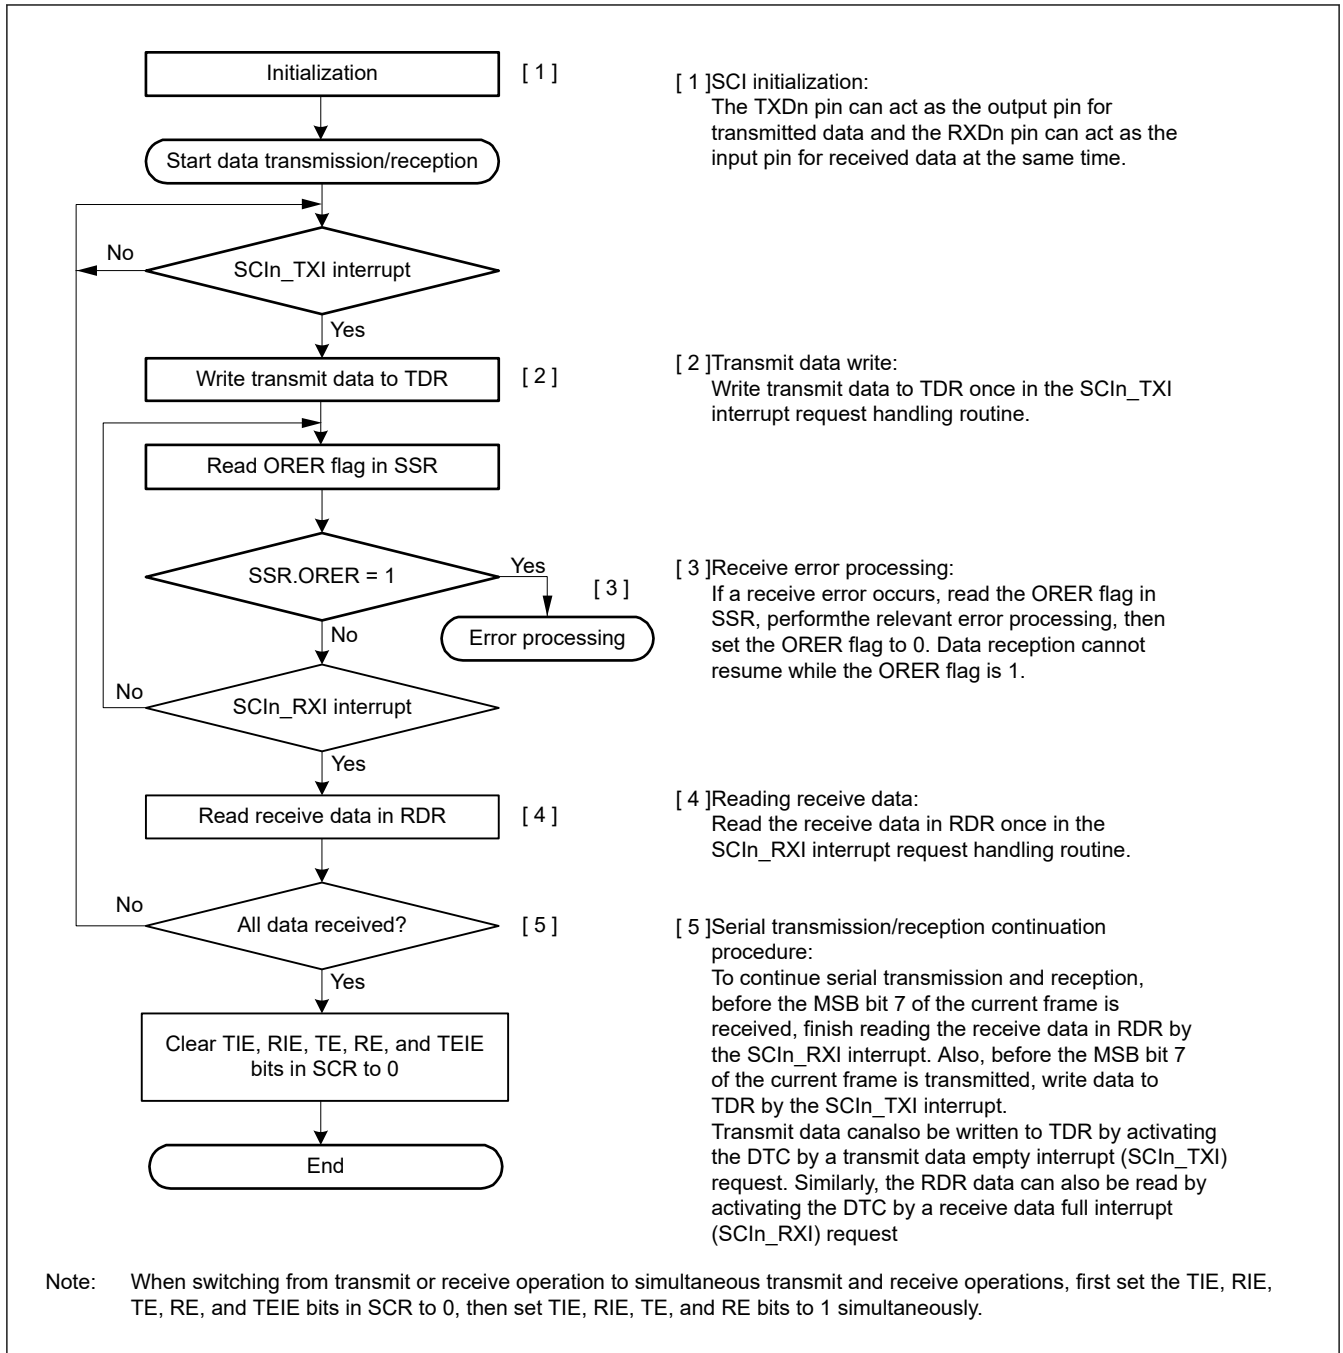 Initialization
[ 1 ]
[ 1 ]SCI initialization:
The TXDn pin can act as the output pin for
transmitted data and the RXDn pin can act as the
input pin for received data at the same time.
Start data transmission/reception
No
SCIn_TXI interrupt
Yes
Write transmit data to TDR
[ 2 ]
[ 2 ]Transmit data write:
Write transmit data to TDR once in the SCIn_TXI
interrupt request handling routine.
Read ORER flag in SSR
SSR.ORER = 1
Yes
[ 3 ]
Error processing
No
[ 3 ]Receive error processing:
If a receive error occurs, read the ORER flag in
SSR, performthe relevant error processing, then
set the ORER flag to 0. Data reception cannot
resume while the ORER flag is 1.
No
SCIn_RXI interrupt
Yes
Read receive data in RDR
[ 4 ]
[ 4 ]Reading receive data:
Read the receive data in RDR once in the
SCIn_RXI interrupt request handling routine.
No
All data received?
[ 5 ]
Yes
[ 5 ]Serial transmission/reception continuation
procedure:
To continue serial transmission and reception,
before the MSB bit 7 of the current frame is
received, finish reading the receive data in RDR by
the SCIn_RXI interrupt. Also, before the MSB bit 7
of the current frame is transmitted, write data to
TDR by the SCIn_TXI interrupt.
Transmit data canalso be written to TDR by activating
the DTC by a transmit data empty interrupt (SCIn_TXI)
request. Similarly, the RDR data can also be read by
activating the DTC by a receive data full interrupt
(SCIn_RXI) request
Clear TIE, RIE, TE, RE, and TEIE
bits in SCR to 0
End
Note: When switching from transmit or receive operation to simultaneous transmit and receive operations, first set the TIE, RIE,
TE, RE, and TEIE bits in SCR to 0, then set TIE, RIE, TE, and RE bits to 1 simultaneously.